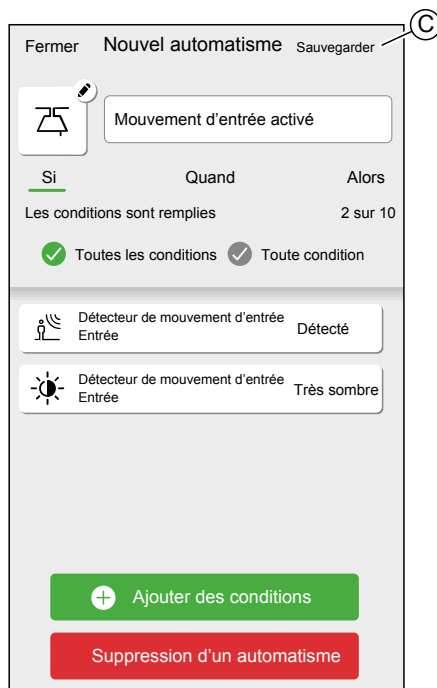 C
Fermer Nouvel automatisme Sauvegarder
Mouvement d’entrée activé
Si Quand Alors
Les conditions sont remplies 2 sur 10
Toutes les conditions Toute condition
Détecteur de mouvement d’entrée
Entrée
Détecté
Détecteur de mouvement d’entrée
Entrée
Très sombre
Ajouter des conditions
Suppression d’un automatisme